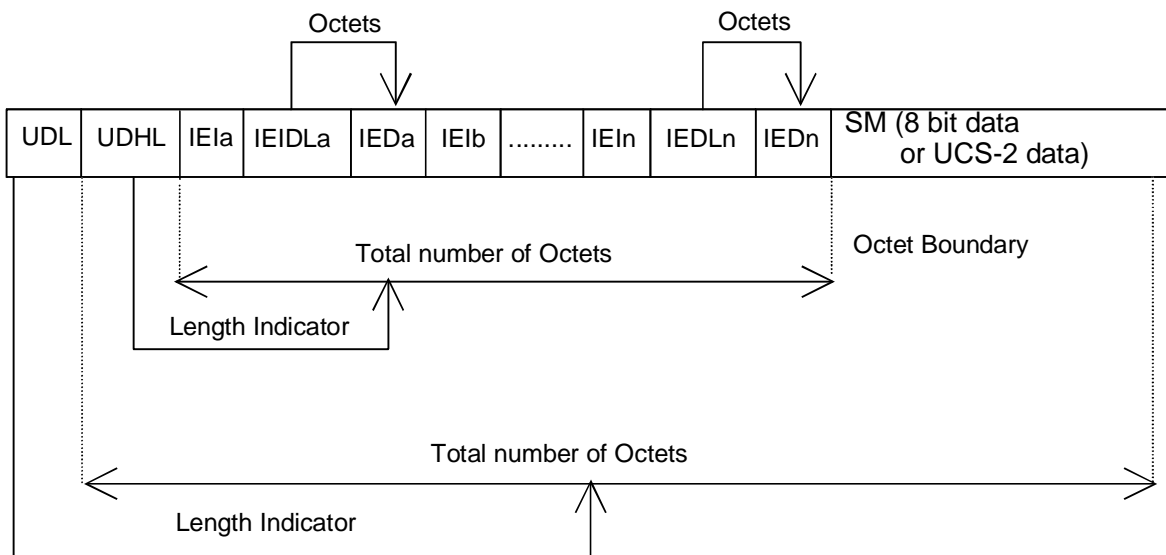 Octets
Octets
UDL
UDHL
IEIa
IEIDLa
IEDa
IEIb
.........
IEIn
IEDLn
IEDn
SM (8 bit data
or UCS-2 data)
Total number of Octets
Octet Boundary
Length Indicator
Total number of Octets
Length Indicator